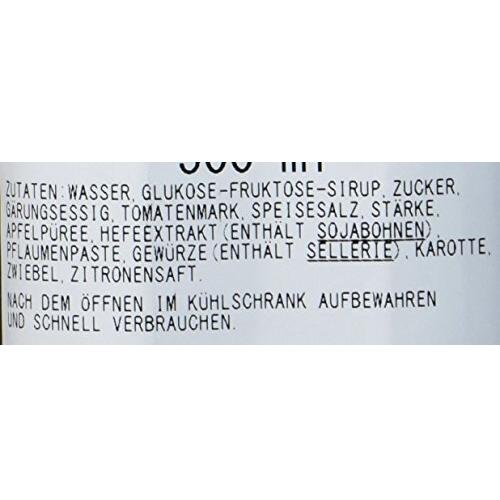 ZUTATEN: WASSER, GLUKOSE-FRUKTOSE-SIRUP, ZUCKER,
GÄRUNGSESSIG, TOMATENMARK, SPEISESALZ, STÄRKE,
APFELPÜREE, HEFEEXTRAKT (ENTHÄLT SOJABOHNEN),
PFLAUMENPASTE, GEWÜRZE (ENTHÄLT SELLERIE), KAROTTE,
ZWIEBEL, ZITRONENSAFT.
NACH DEM ÖFFNEN IM KÜHLSCHRANK AUFBEWAHREN
UND SCHNELL VERBRAUCHEN.